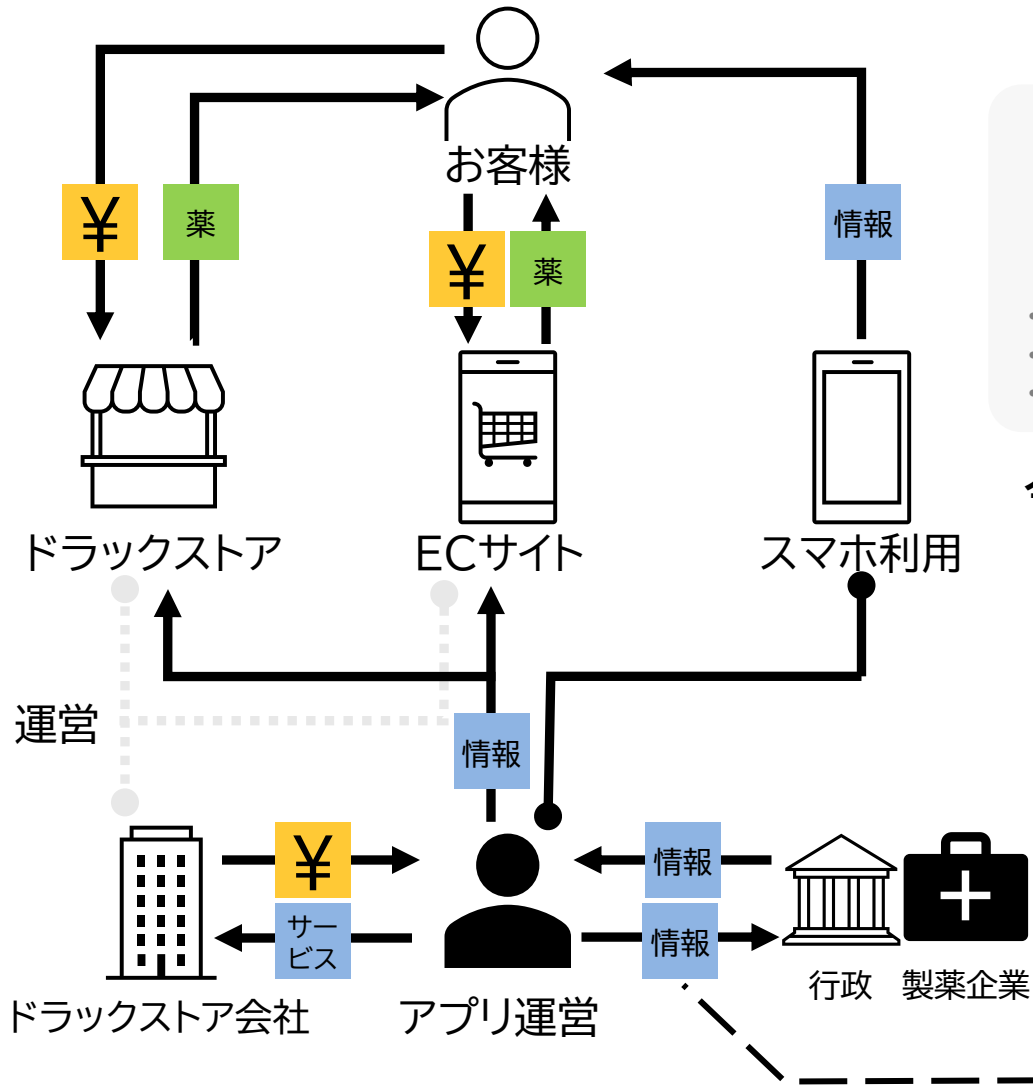 お客様
¥
薬
¥
薬
情報
ドラックストア
ECサイト
スマホ利用
運営
情報
¥
サー
ビス
情報
情報
行政
製薬企業
ドラックストア会社
アプリ運営